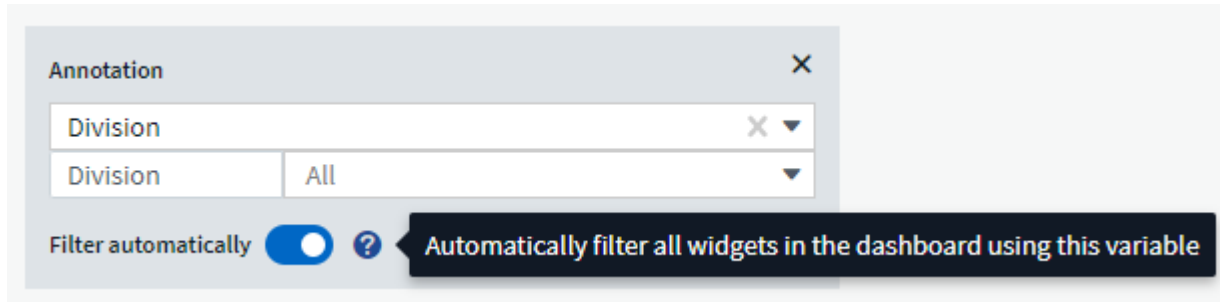 Annotation
Division
Division All
Filter automatically ? Automatically filter all widgets in the dashboard using this variable